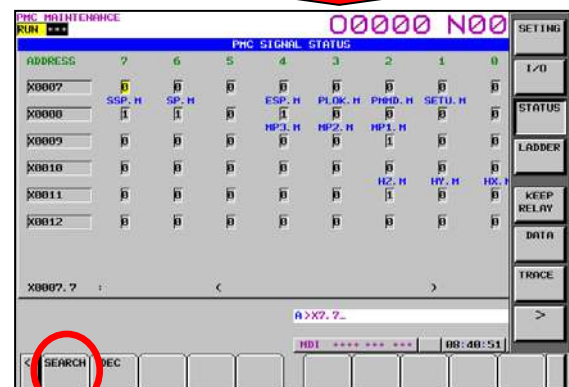 PMC MAINTENANCE
RUN ***
O0000 N00
PMC SIGNAL STATUS
ADDRESS 7 6 5 4 3 2 1 0
X0007 0 0 0 0 0 0 0 0
SSP.M SP.M ESP.M PLOK.M PMMD.M SETU.M
X0008 1 1 0 1 0 0 0 0
MP3.M MP2.M MP1.M
X0009 0 0 0 0 0 1 0 0
X0010 0 0 0 0 0 0 0 0
HZ.M HY.M HX.M
X0011 0 0 0 0 0 1 0 0
X0012 0 0 0 0 0 0 0 0
X0007.7 : ( )
A>X7.7_
MDI **** *** *** 08:40:51
< SEARCH DEC
SETING
I/O
STATUS
LADDER
KEEP
RELAY
DATA
TRACE
>